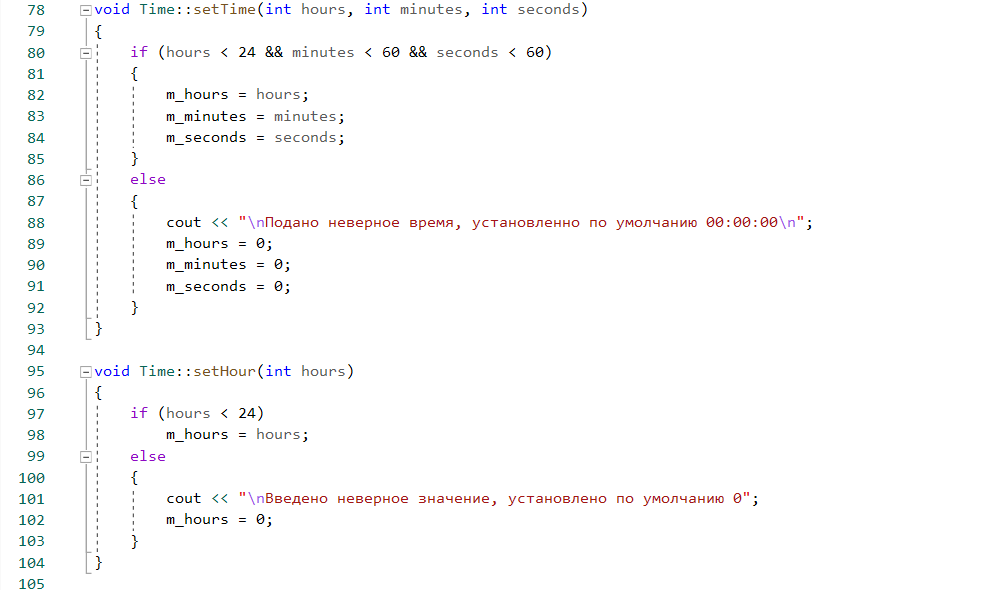 78 void Time::setTime(int hours, int minutes, int seconds)
79 {
80 if (hours < 24 && minutes < 60 && seconds < 60)
81 {
82 m_hours = hours;
83 m_minutes = minutes;
84 m_seconds = seconds;
85 }
86 else
87 {
88 cout << "\nПодано неверное время, установленно по умолчанию 00:00:00\n";
89 m_hours = 0;
90 m_minutes = 0;
91 m_seconds = 0;
92 }
93 }
94
95 void Time::setHour(int hours)
96 {
97 if (hours < 24)
98 m_hours = hours;
99 else
100 {
101 cout << "\nВведено неверное значение, установлено по умолчанию 0";
102 m_hours = 0;
103 }
104 }
105